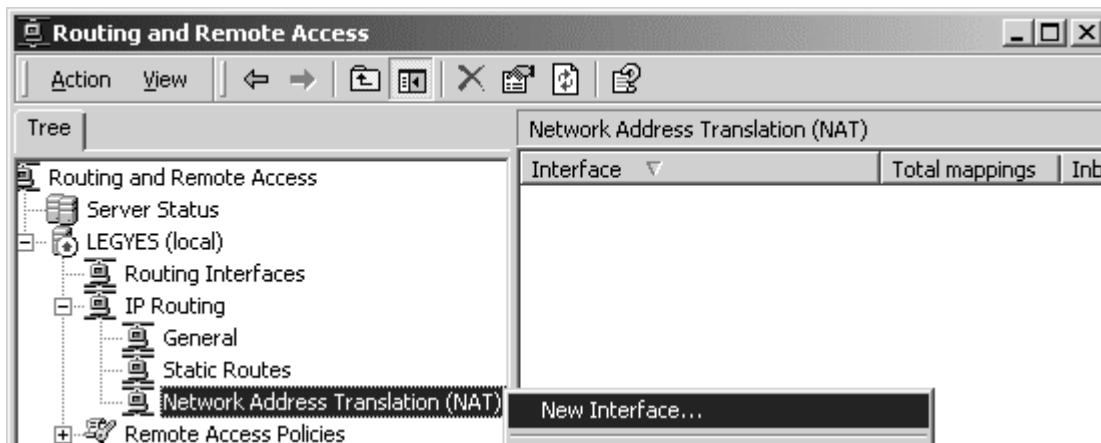 Routing and Remote Access
Action View
Tree
Network Address Translation (NAT)
Interface Total mappings Inb
Routing and Remote Access
Server Status
LEGYES (local)
Routing Interfaces
IP Routing
General
Static Routes
Network Address Translation (NAT)
New Interface...
Remote Access Policies